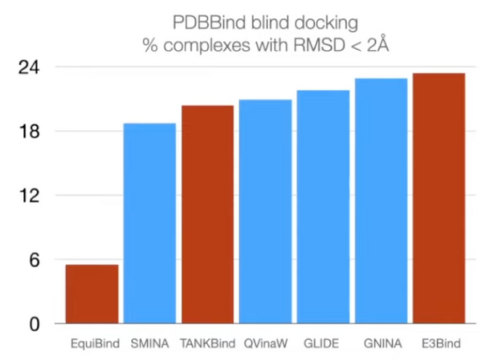 PDBBind blind docking
% complexes with RMSD < 2Å
24
18
12
6
0
EquiBind SMINA TANKBind QVinaW GLIDE GNINA E3Bind